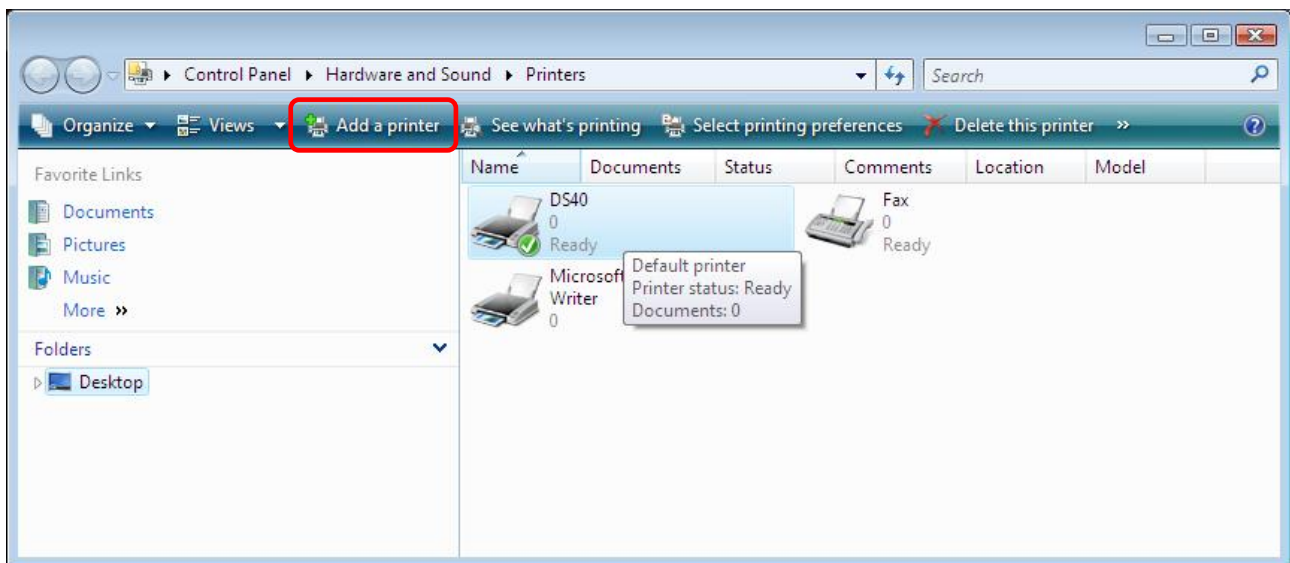 Control Panel ▸ Hardware and Sound ▸ Printers
Search
Organize Views Add a printer See what's printing Select printing preferences Delete this printer »
Favorite Links
Documents
Pictures
Music
More »
Folders
Desktop
Name Documents Status Comments Location Model
DS40
0
Ready
Fax
0
Ready
Microsoft
Writer
0
Default printer
Printer status: Ready
Documents: 0